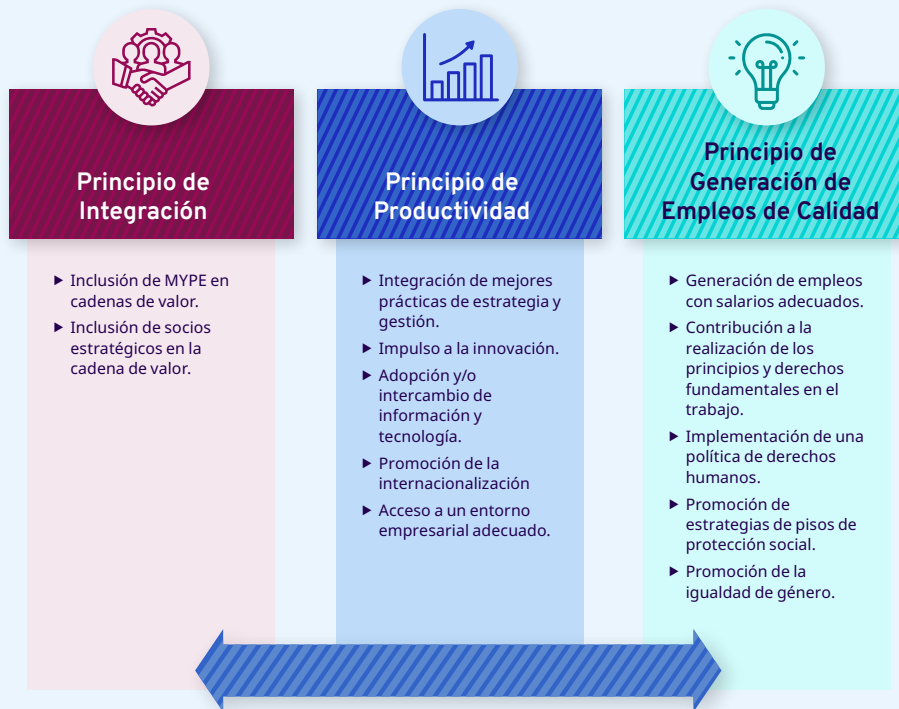 Principio de
Integración
▶ Inclusión de MYPE en
cadenas de valor.
▶ Inclusión de socios
estratégicos en la
cadena de valor.
Principio de
Productividad
▶ Integración de mejores
prácticas de estrategia y
gestión.
▶ Impulso a la innovación.
▶ Adopción y/o
intercambio de
información y
tecnología.
▶ Promoción de la
internacionalización
▶ Acceso a un entorno
empresarial adecuado.
Principio de
Generación de
Empleos de Calidad
▶ Generación de empleos
con salarios adecuados.
▶ Contribución a la
realización de los
principios y derechos
fundamentales en el
trabajo.
▶ Implementación de una
política de derechos
humanos.
▶ Promoción de
estrategias de pisos de
protección social.
▶ Promoción de la
igualdad de género.